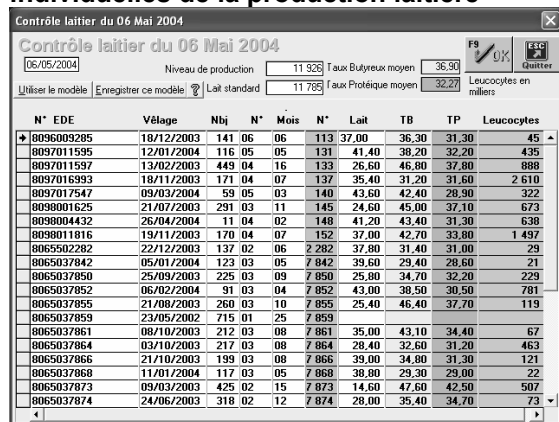 individuelles de la production laitière
Contrôle laitier du 06 Mai 2004
Contrôle laitier du 06 Mai 2004
06/05/2004
Niveau de production 11 926 Taux Butyreux moyen 36,90
F9 OK ESC Quitter
Utiliser le modèle Enregistrer ce modèle ? Lait standard 11 785 Taux Protéique moyen 32,27 Leucocytes en milliers
N° EDE Vêlage Nbj N° Mois N° Lait TB TP Leucocytes
8096009285 18/12/2003 141 06 06 113 37,00 36,30 31,30 45
8097011595 12/01/2004 116 05 05 131 41,40 38,20 32,20 435
8097011597 13/02/2003 449 04 16 133 26,60 46,80 37,80 888
8097016993 18/11/2003 171 04 07 137 35,40 31,20 31,60 2 610
8097017547 09/03/2004 59 05 03 140 43,60 42,40 28,90 322
8098001625 21/07/2003 291 03 11 145 24,60 45,00 37,10 673
8098004432 26/04/2004 11 04 02 148 41,20 43,40 31,30 638
8098011816 19/11/2003 170 04 07 152 37,00 42,70 33,80 1 497
8065502282 22/12/2003 137 02 06 2 282 37,80 31,40 31,00 29
8065037842 05/01/2004 123 03 05 7 842 39,60 29,40 28,60 21
8065037850 25/09/2003 225 03 09 7 850 25,80 34,70 32,20 229
8065037852 06/02/2004 91 03 04 7 852 43,00 38,50 30,50 781
8065037855 21/08/2003 260 03 10 7 855 25,40 46,40 37,70 119
8065037859 23/05/2002 715 01 25 7 859
8065037861 08/10/2003 212 03 08 7 861 35,00 43,10 34,40 67
8065037864 03/10/2003 217 03 08 7 864 28,40 32,60 31,20 463
8065037866 21/10/2003 199 03 08 7 866 39,00 34,80 31,30 121
8065037868 11/01/2004 117 03 05 7 868 38,80 29,30 29,00 22
8065037873 09/03/2003 425 02 15 7 873 14,60 47,60 42,50 507
8065037874 24/06/2003 318 02 12 7 874 28,00 35,40 34,70 73